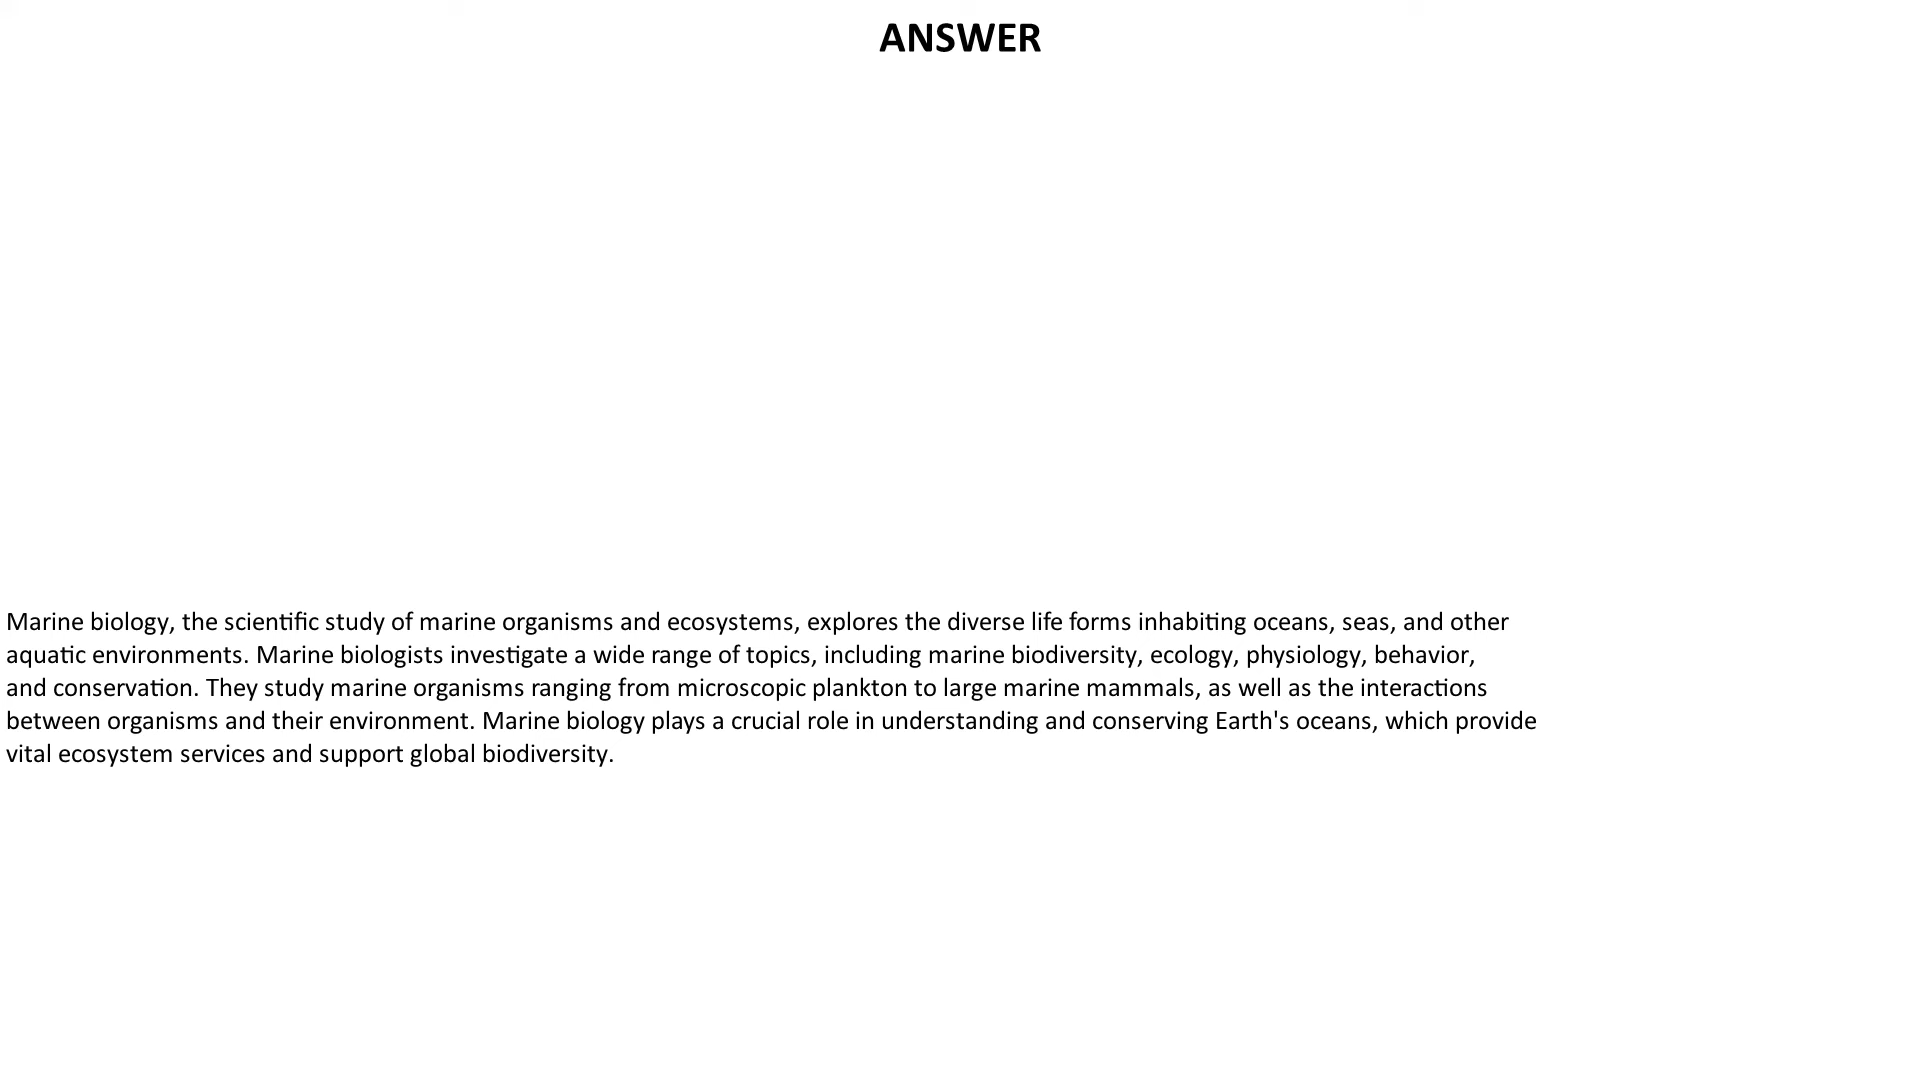 ANSWER
Marine biology, the scientific study of marine organisms and ecosystems, explores the diverse life forms inhabiting oceans, seas, and other
aquatic environments. Marine biologists investigate a wide range of topics, including marine biodiversity, ecology, physiology, behavior,
and conservation. They study marine organisms ranging from microscopic plankton to large marine mammals, as well as the interactions
between organisms and their environment. Marine biology plays a crucial role in understanding and conserving Earth's oceans, which provide
vital ecosystem services and support global biodiversity.